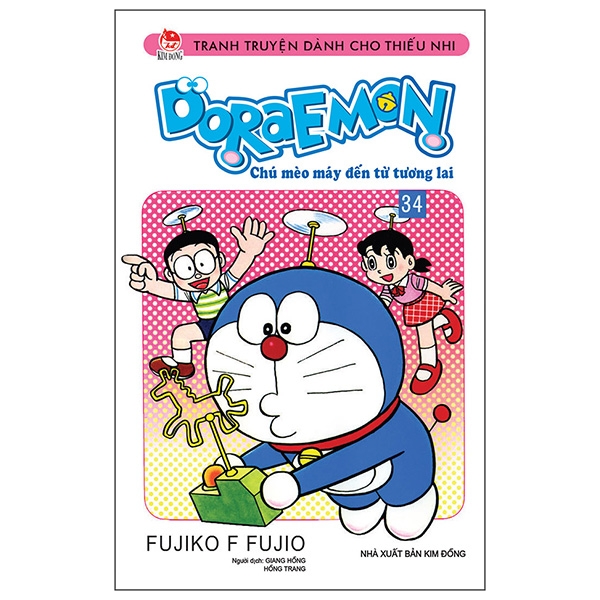 KIM ĐỒNG
TRANH TRUYỆN DÀNH CHO THIẾU NHI
DORAEMON
Chú mèo máy đến từ tương lai
34
FUJIKO F FUJIO
Người dịch: GIANG HỒNG
HỒNG TRANG
NHÀ XUẤT BẢN KIM ĐỒNG